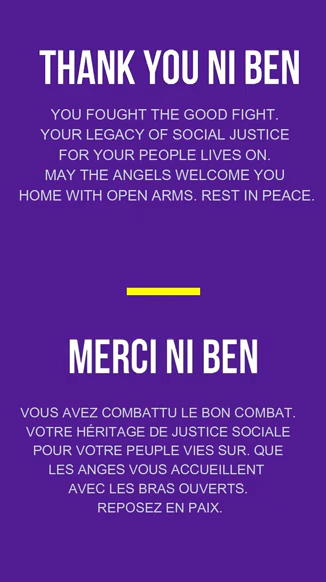 THANK YOU NI BEN
YOU FOUGHT THE GOOD FIGHT.
YOUR LEGACY OF SOCIAL JUSTICE
FOR YOUR PEOPLE LIVES ON.
MAY THE ANGELS WELCOME YOU
HOME WITH OPEN ARMS. REST IN PEACE.
MERCI NI BEN
VOUS AVEZ COMBATTU LE BON COMBAT.
VOTRE HÉRITAGE DE JUSTICE SOCIALE
POUR VOTRE PEUPLE VIES SUR. QUE
LES ANGES VOUS ACCUEILLENT
AVEC LES BRAS OUVERTS.
REPOSEZ EN PAIX.